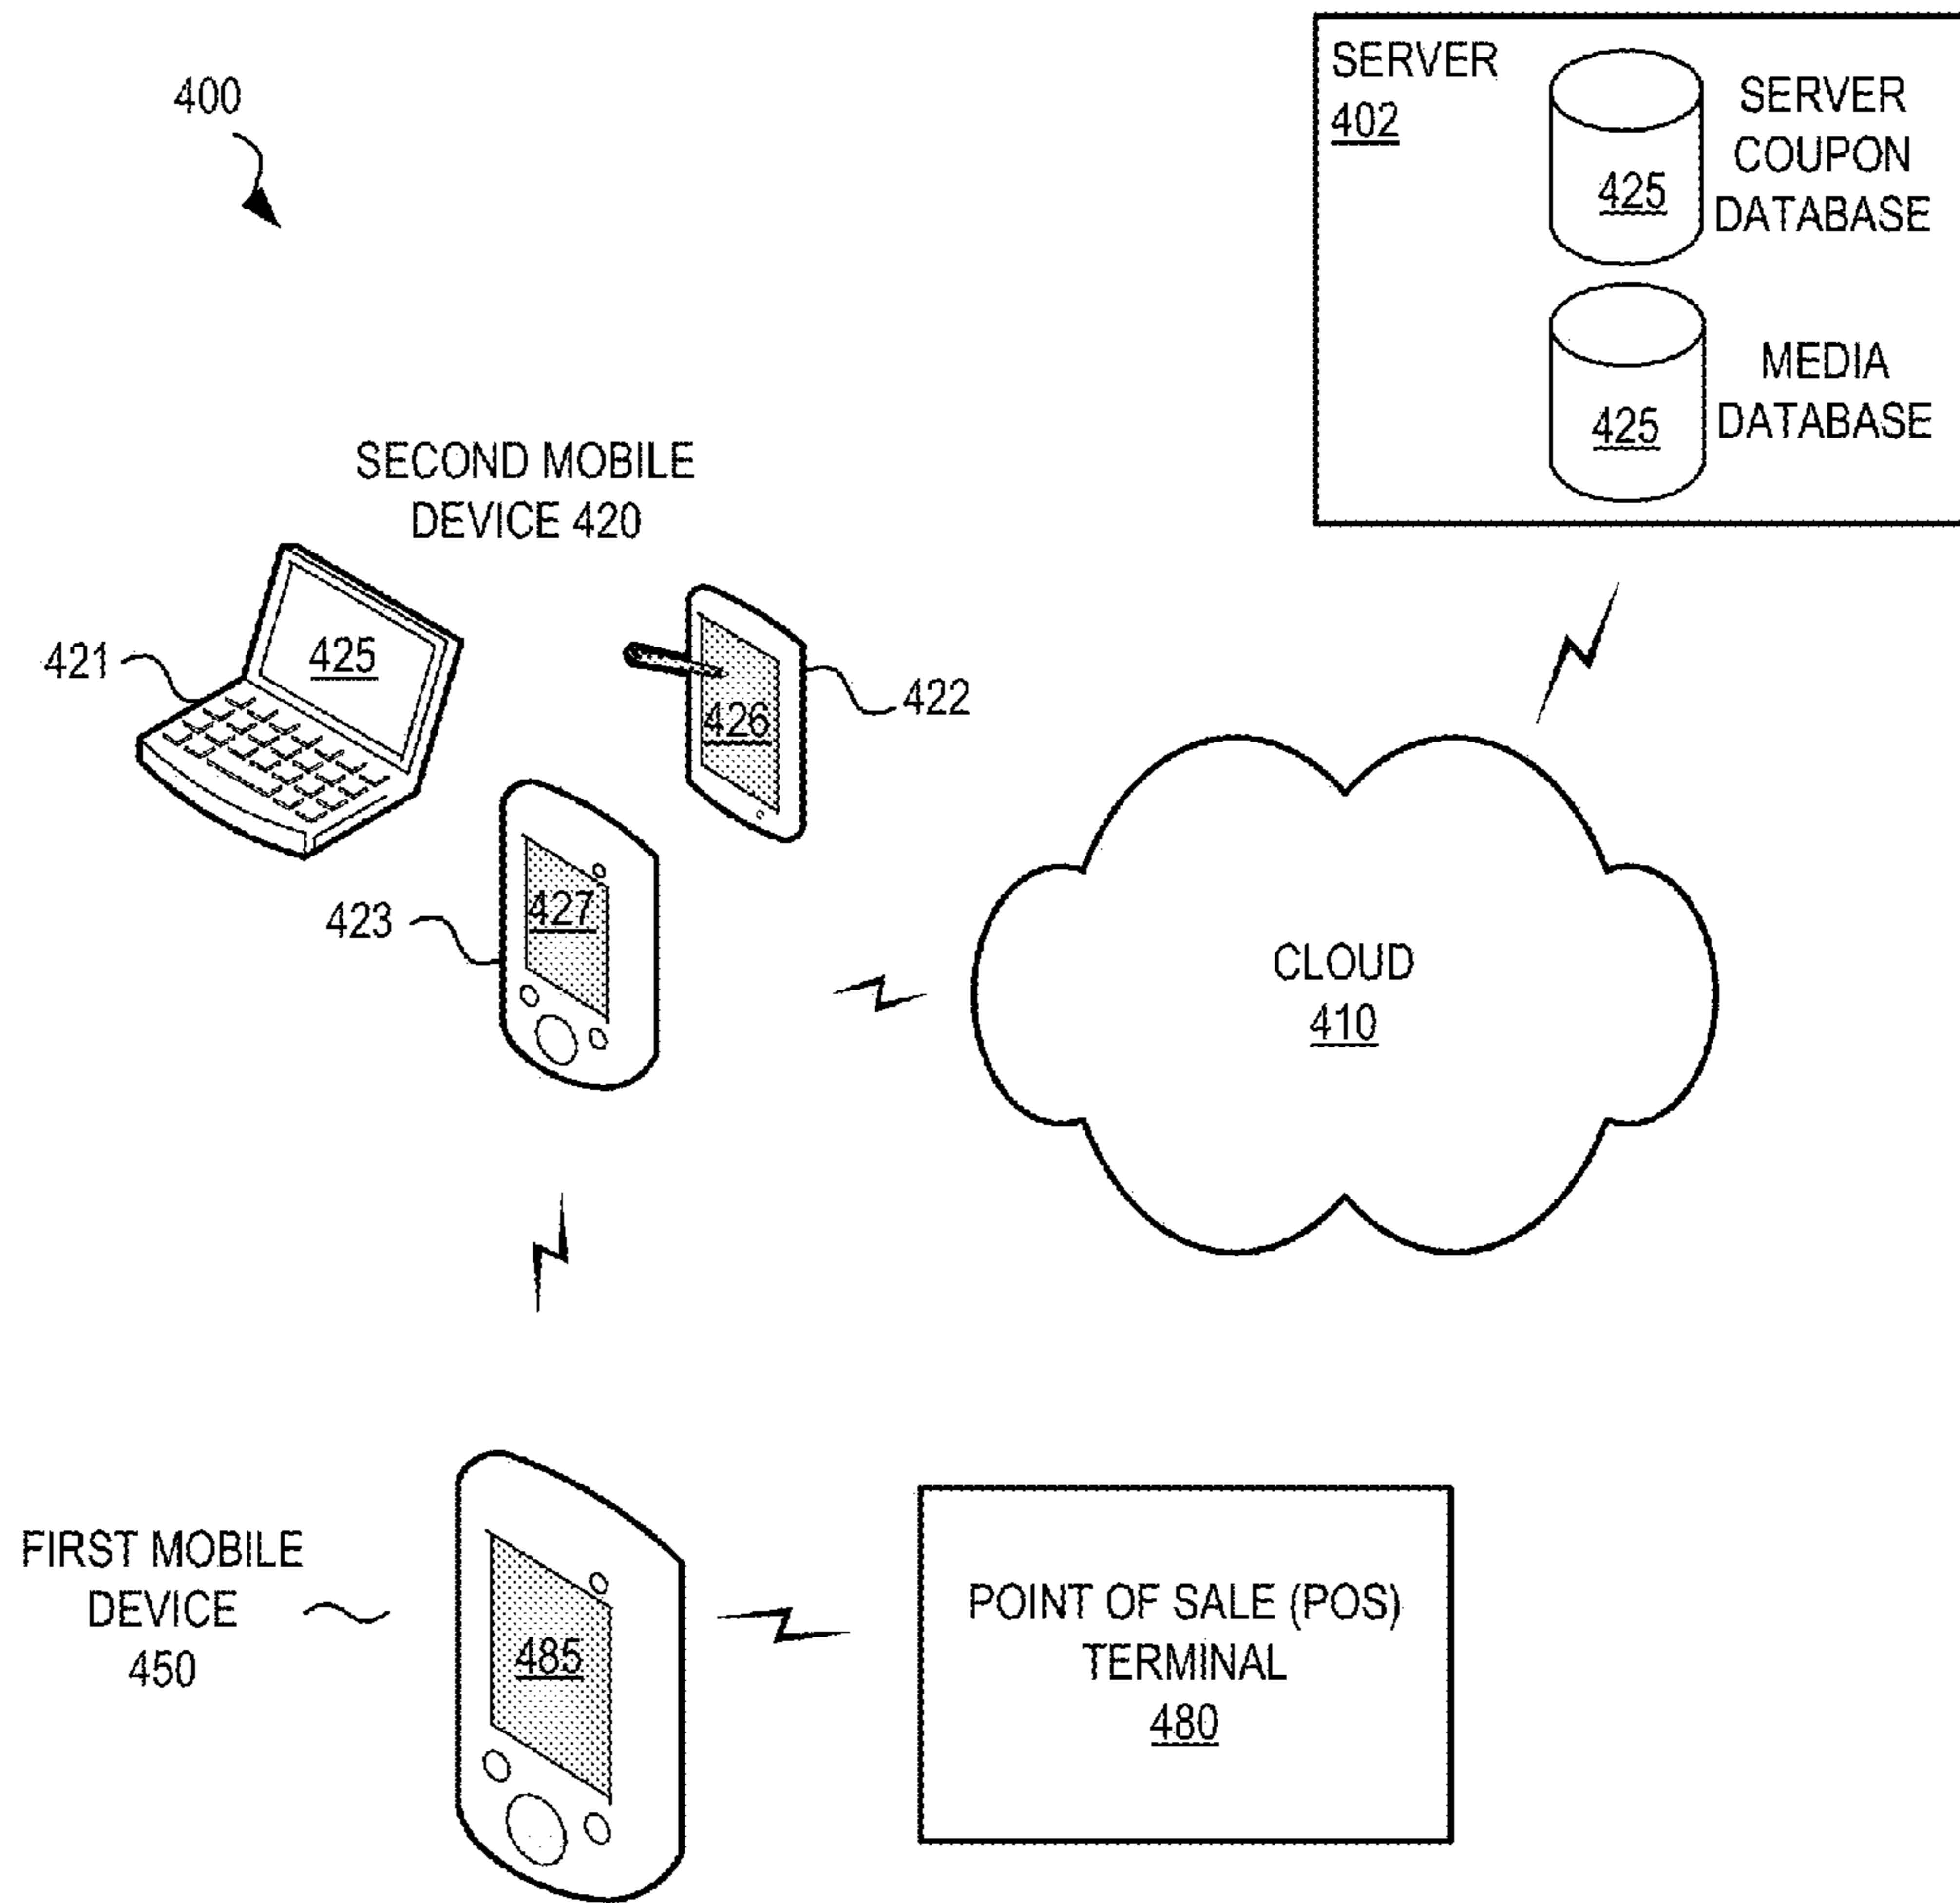 400
SERVER
402
425
SERVER
COUPON
DATABASE
425
MEDIA
DATABASE
SECOND MOBILE
DEVICE 420
421
425
426
422
423
427
CLOUD
410
FIRST MOBILE
DEVICE
450
485
POINT OF SALE (POS)
TERMINAL
480